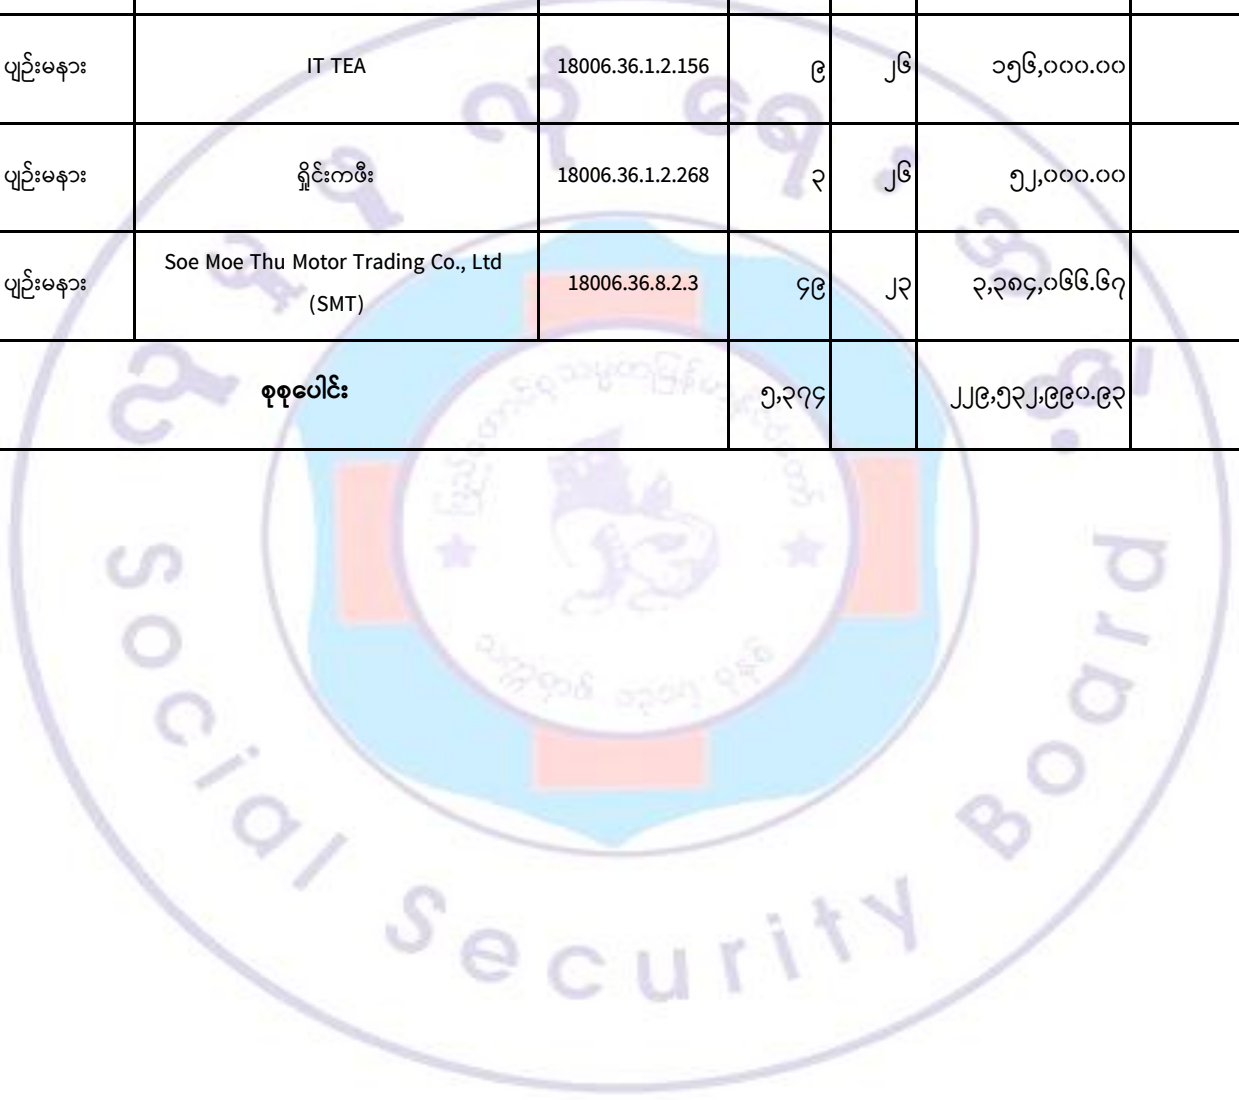 ပျဉ်းမနား IT TEA 18006.36.1.2.156 ၉ ၂၆ ၁၅၆,၀၀၀.၀၀
ပျဉ်းမနား ရှိုင်းကဖီး 18006.36.1.2.268 ၃ ၂၆ ၅၂,၀၀၀.၀၀
ပျဉ်းမနား Soe Moe Thu Motor Trading Co., Ltd
(SMT) 18006.36.8.2.3 ၄၉ ၂၃ ၃,၃၈၄,၀၆၆.၆၇
စုစုပေါင်း ၅,၃၇၄ ၂၂၉,၅၃၂,၉၉၀.၉၃
Social Security Board